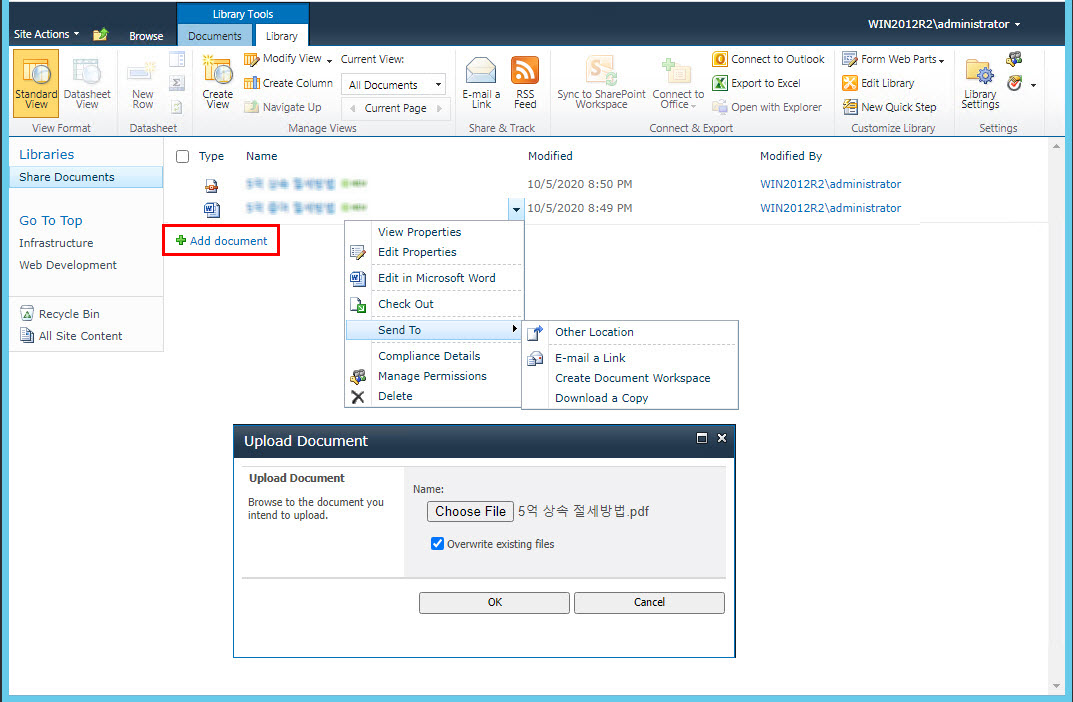 Library Tools
Site Actions Browse Documents Library WIN2012R2\administrator
Standard View
Datasheet View
New Row
Create View
Modify View
Create Column
Navigate Up
Current View:
All Documents
Current Page
E-mail a Link
RSS Feed
Sync to SharePoint Workspace
Connect to Office
Connect to Outlook
Export to Excel
Open with Explorer
Form Web Parts
Edit Library
New Quick Step
Library Settings
View Format Datasheet Manage Views Share & Track Connect & Export Customize Library Settings
Libraries
Share Documents
Go To Top
Infrastructure
Web Development
Recycle Bin
All Site Content
Type Name Modified Modified By
10/5/2020 8:50 PM WIN2012R2\administrator
10/5/2020 8:49 PM WIN2012R2\administrator
Add document
View Properties
Edit Properties
Edit in Microsoft Word
Check Out
Send To
Compliance Details
Manage Permissions
Delete
Other Location
E-mail a Link
Create Document Workspace
Download a Copy
Upload Document
Upload Document
Browse to the document you
intend to upload.
Name:
Choose File 5억 상속 절세방법.pdf
Overwrite existing files
OK Cancel